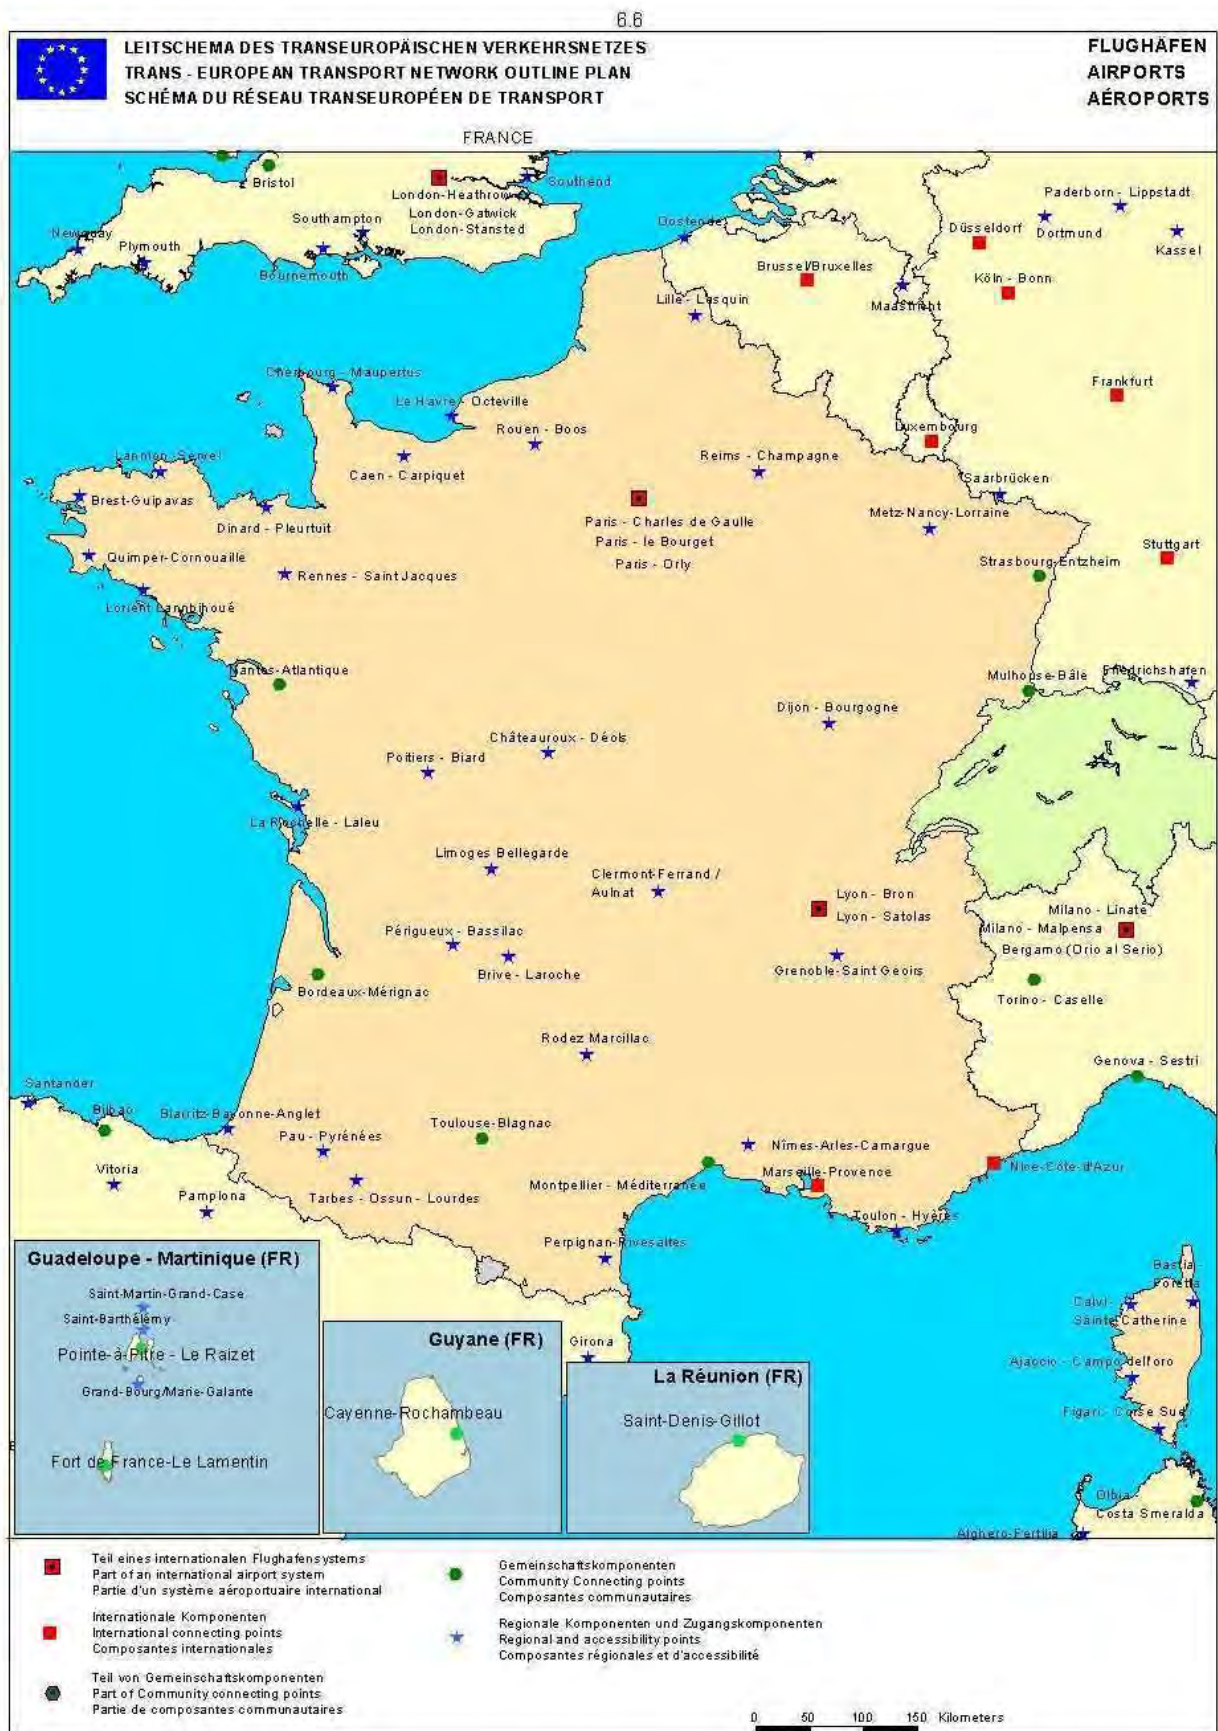 6.6
LEITSCHEMA DES TRANSEUROPÄISCHEN VERKEHRSNETZES
TRANS - EUROPEAN TRANSPORT NETWORK OUTLINE PLAN
SCHÉMA DU RÉSEAU TRANSEUROPÉEN DE TRANSPORT
FLUGHÄFEN
AIRPORTS
AÉROPORTS
FRANCE
Bristol
London-Heathrow
London-Gatwick
London-Stansted
Southend
Southampton
Newquay
Plymouth
Bournemouth
Oostende
Paderborn - Lippstadt
Düsseldorf
Dortmund
Kassel
Brussel/Bruxelles
Köln - Bonn
Maastricht
Lille - Lesquin
Cherbourg - Maupertus
Le Havre - Octeville
Rouen - Boos
Frankfurt
Luxembourg
Lannion - Servel
Caen - Carpiquet
Reims - Champagne
Saarbrücken
Brest-Guipavas
Dinard - Pleurtuit
Paris - Charles de Gaulle
Paris - le Bourget
Paris - Orly
Metz-Nancy-Lorraine
Stuttgart
Quimper-Cornouaille
Rennes - Saint Jacques
Strasbourg-Entzheim
Lorient Lannbihoué
Nantes-Atlantique
Mulhouse-Bâle
Friedrichshafen
Dijon - Bourgogne
Châteauroux - Déols
Poitiers - Biard
La Rochelle - Laleu
Limoges Bellegarde
Clermont-Ferrand /
Aulnat
Lyon - Bron
Lyon - Satolas
Milano - Linate
Milano - Malpensa
Bergamo (Orio al Serio)
Périgueux - Bassilac
Brive - Laroche
Grenoble-Saint Geoirs
Bordeaux-Mérignac
Torino - Caselle
Rodez Marcillac
Genova - Sestri
Santander
Bilbao
Biarritz-Bayonne-Anglet
Toulouse-Blagnac
Pau - Pyrénées
Nîmes-Arles-Camargue
Vitoria
Marseille-Provence
Nice-Côte-d'Azur
Pamplona
Tarbes - Ossun - Lourdes
Montpellier - Méditerranée
Toulon - Hyères
Perpignan-Rivesaltes
Guadeloupe - Martinique (FR)
Saint-Martin-Grand-Case
Saint-Barthélémy
Pointe-à-Pitre - Le Raizet
Grand-Bourg/Marie-Galante
Fort de France-Le Lamentin
Guyane (FR)
Cayenne-Rochambeau
Girona
La Réunion (FR)
Saint-Denis-Gillot
Bastia -
Poretta
Calvi -
Sainte Catherine
Ajaccio - Campo dell'oro
Figari - Corse Sue
Olbia -
Costa Smeralda
Alghero-Fertilia
Teil eines internationalen Flughafensystems
Part of an international airport system
Partie d'un système aéroportuaire international
Internationale Komponenten
International connecting points
Composantes internationales
Teil von Gemeinschaftskomponenten
Part of Community connecting points
Partie de composantes communautaires
Gemeinschaftskomponenten
Community Connecting points
Composantes communautaires
Regionale Komponenten und Zugangskomponenten
Regional and accessibility points
Composantes régionales et d'accessibilité
0 50 100 150 Kilometers